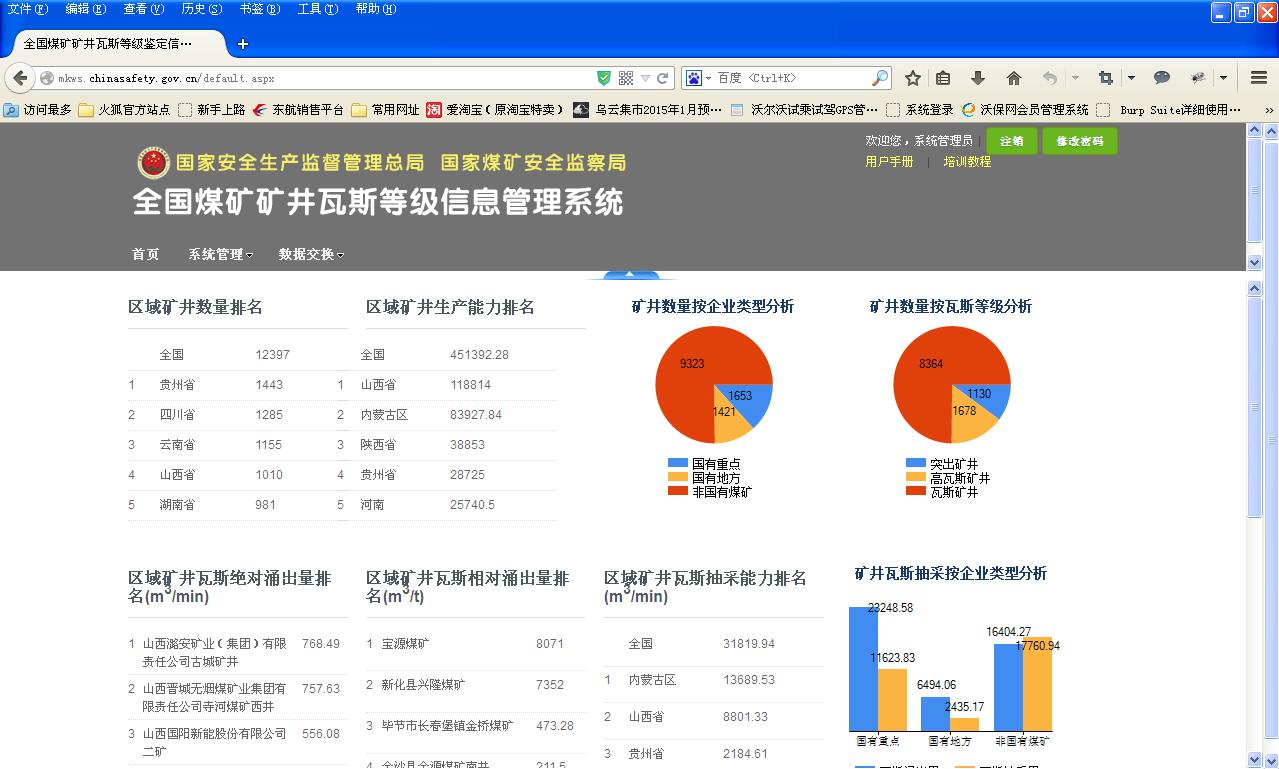 文件(F) 编辑(E) 查看(V) 历史(S) 书签(B) 工具(T) 帮助(H)
全国煤矿矿井瓦斯等级鉴定信…
mkws.chinasafety.gov.cn/default.aspx
百度 <Ctrl+K>
访问最多 火狐官方站点 新手上路 东航销售平台 常用网址 爱淘宝(原淘宝特卖) 乌云集市2015年1月预… 沃尔沃试乘试驾GPS管… 系统登录 沃保网会员管理系统 Burp Suite详细使用… »
欢迎您,系统管理员 | 注销 修改密码
用户手册 | 培训教程
国家安全生产监督管理总局 国家煤矿安全监察局
全国煤矿矿井瓦斯等级信息管理系统
首页 系统管理 数据交换
区域矿井数量排名
全国 12397
1 贵州省 1443
2 四川省 1285
3 云南省 1155
4 山西省 1010
5 湖南省 981
区域矿井生产能力排名
全国 451392.28
1 山西省 118814
2 内蒙古区 83927.84
3 陕西省 38853
4 贵州省 28725
5 河南 25740.5
矿井数量按企业类型分析
9323
1653
1421
国有重点
国有地方
非国有煤矿
矿井数量按瓦斯等级分析
8364
1130
1678
突出矿井
高瓦斯矿井
瓦斯矿井
区域矿井瓦斯绝对涌出量排
名(m³/min)
1 山西潞安矿业(集团)有限 768.49
责任公司古城矿井
2 山西晋城无烟煤矿业集团有 757.63
限责任公司寺河煤矿西井
3 山西国阳新能股份有限公司 556.08
二矿
区域矿井瓦斯相对涌出量排
名(m³/t)
1 宝源煤矿 8071
2 新化县兴隆煤矿 7352
3 毕节市长春堡镇金桥煤矿 473.28
4 金沙县金源煤矿南井 211.5
区域矿井瓦斯抽采能力排名
(m³/min)
全国 31819.94
1 内蒙古区 13689.53
2 山西省 8801.33
3 贵州省 2184.61
矿井瓦斯抽采按企业类型分析
23248.58
11623.83
6494.06
2435.17
16404.27
17760.94
国有重点 国有地方 非国有煤矿